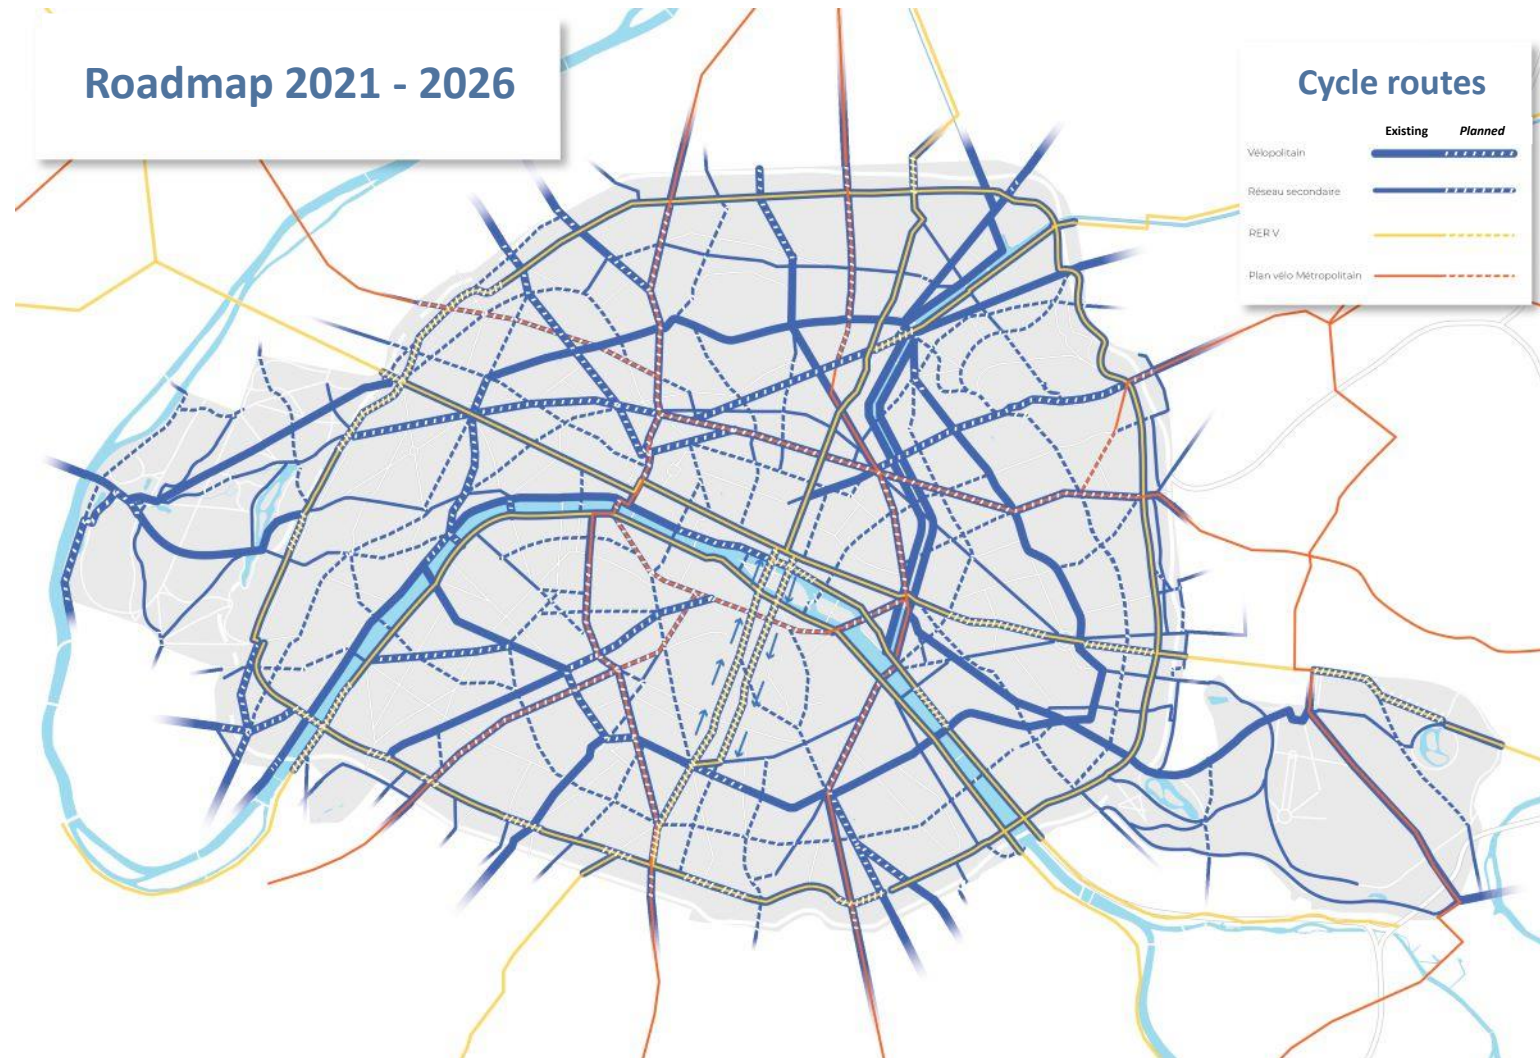 Roadmap 2021 - 2026
Cycle routes
Existing Planned
Vélopolitain
Réseau secondaire
RER V
Plan vélo Métropolitain